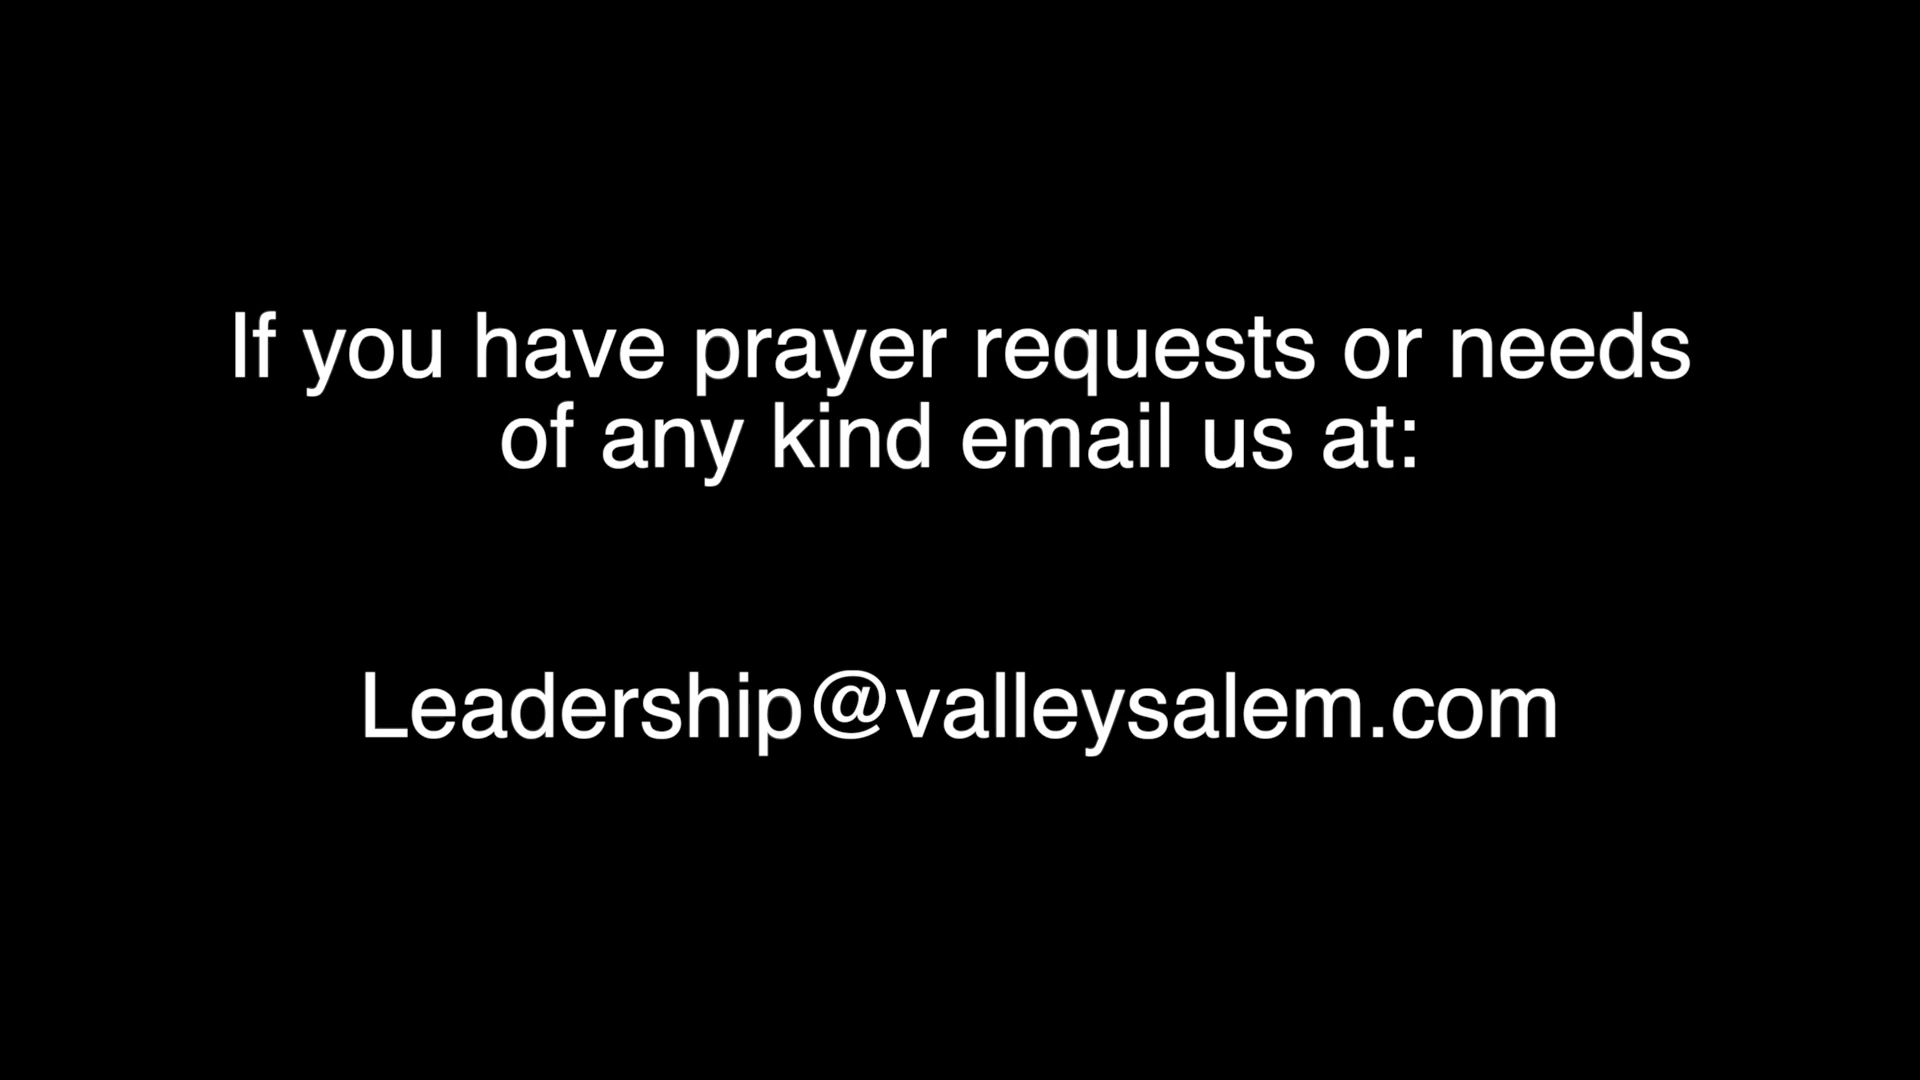 If you have prayer requests or needs
of any kind email us at:
Leadership@valleysalem.com